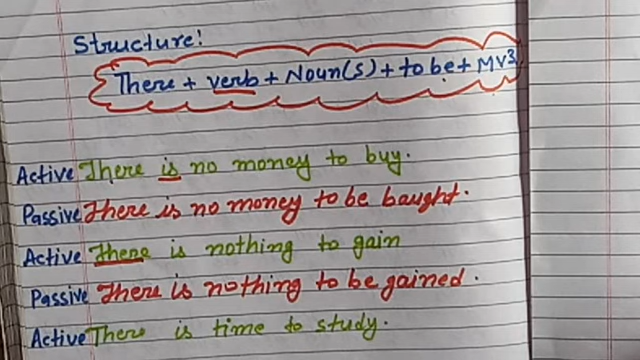 Structure!
There + verb + Noun(s) + to be + MV3
Active There is no money to buy.
Passive There is no money to be baught.
Active There is nothing to gain
Passive There is nothing to be gained.
Active There is time to study.